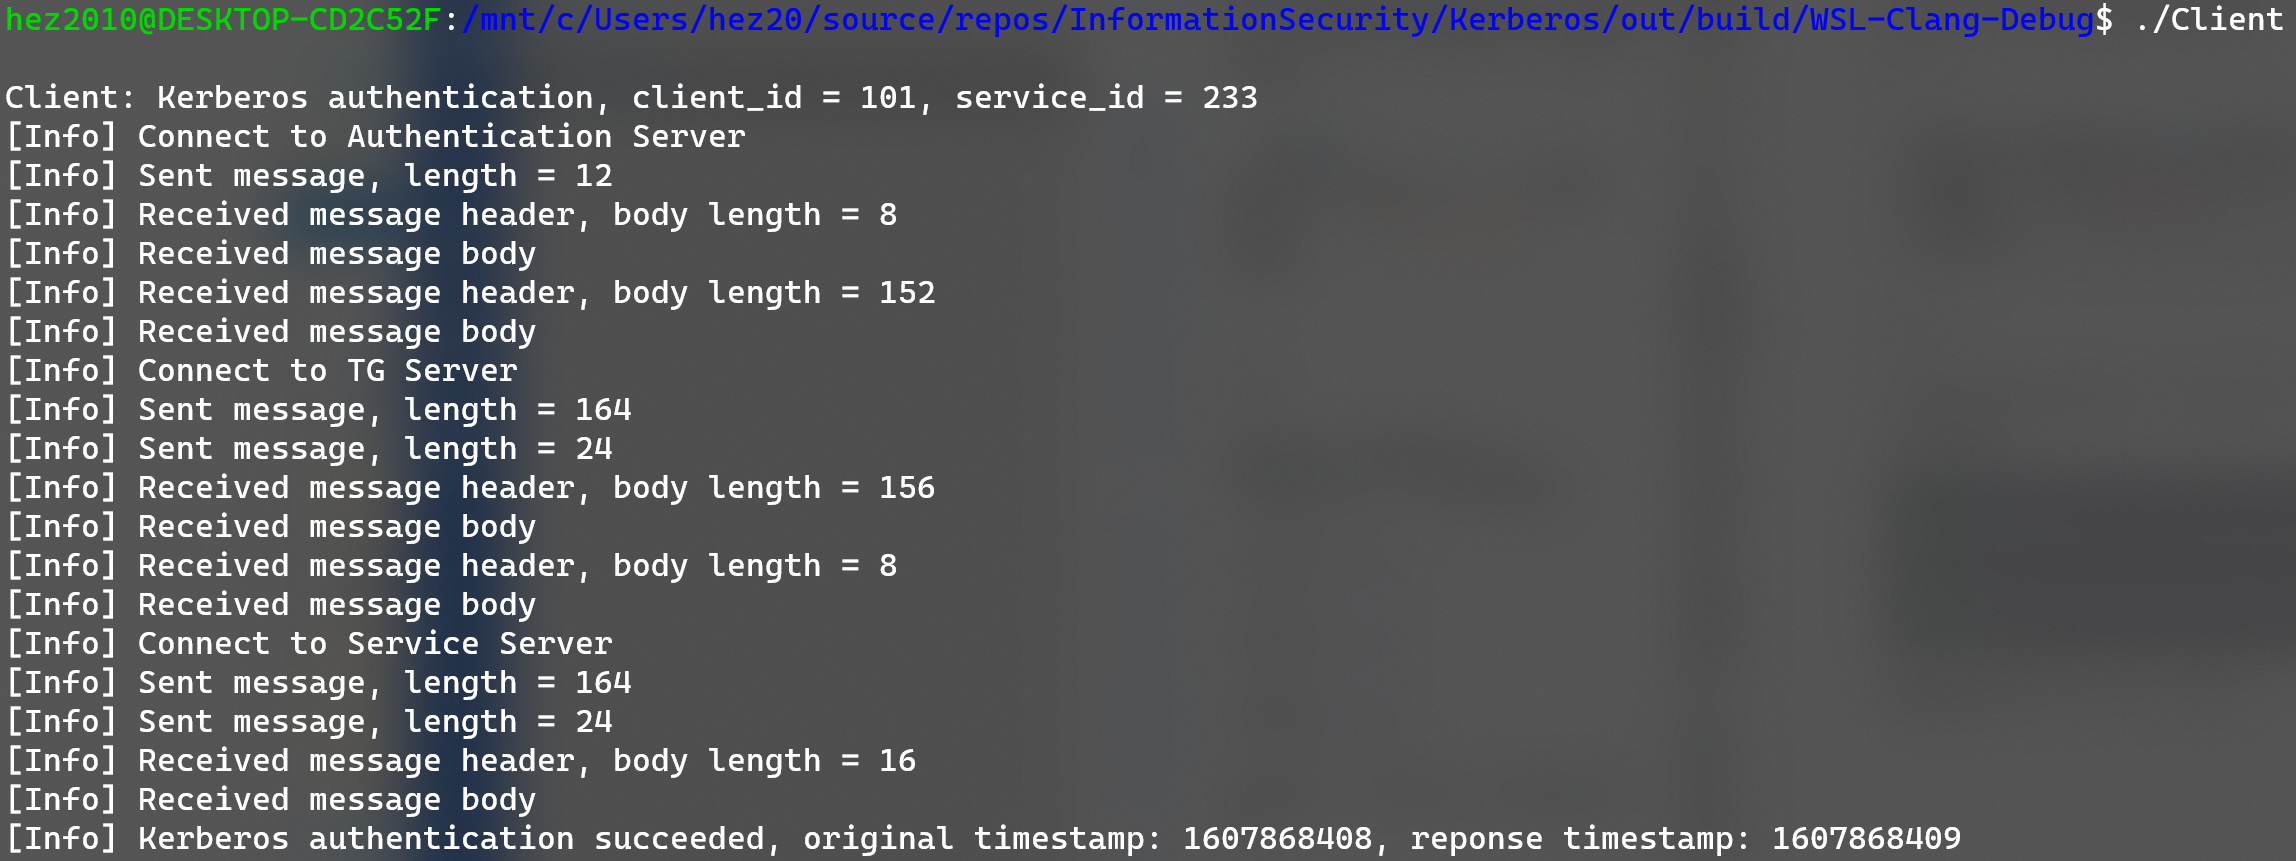 hez2010@DESKTOP-CD2C52F:/mnt/c/Users/hez20/source/repos/InformationSecurity/Kerberos/out/build/WSL-Clang-Debug$ ./Client
Client: Kerberos authentication, client_id = 101, service_id = 233
[Info] Connect to Authentication Server
[Info] Sent message, length = 12
[Info] Received message header, body length = 8
[Info] Received message body
[Info] Received message header, body length = 152
[Info] Received message body
[Info] Connect to TG Server
[Info] Sent message, length = 164
[Info] Sent message, length = 24
[Info] Received message header, body length = 156
[Info] Received message body
[Info] Received message header, body length = 8
[Info] Received message body
[Info] Connect to Service Server
[Info] Sent message, length = 164
[Info] Sent message, length = 24
[Info] Received message header, body length = 16
[Info] Received message body
[Info] Kerberos authentication succeeded, original timestamp: 1607868408, reponse timestamp: 1607868409